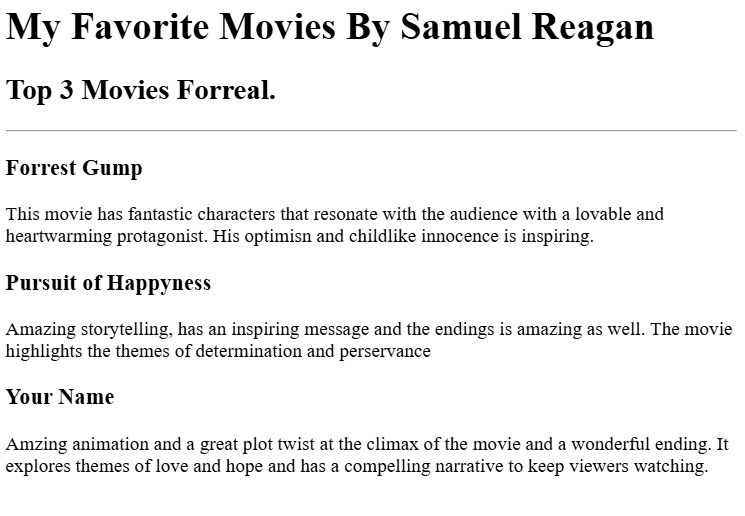 My Favorite Movies By Samuel Reagan
Top 3 Movies Forreal.
Forrest Gump
This movie has fantastic characters that resonate with the audience with a lovable and
heartwarming protagonist. His optimisn and childlike innocence is inspiring.
Pursuit of Happyness
Amazing storytelling, has an inspiring message and the endings is amazing as well. The movie
highlights the themes of determination and perservance
Your Name
Amzing animation and a great plot twist at the climax of the movie and a wonderful ending. It
explores themes of love and hope and has a compelling narrative to keep viewers watching.